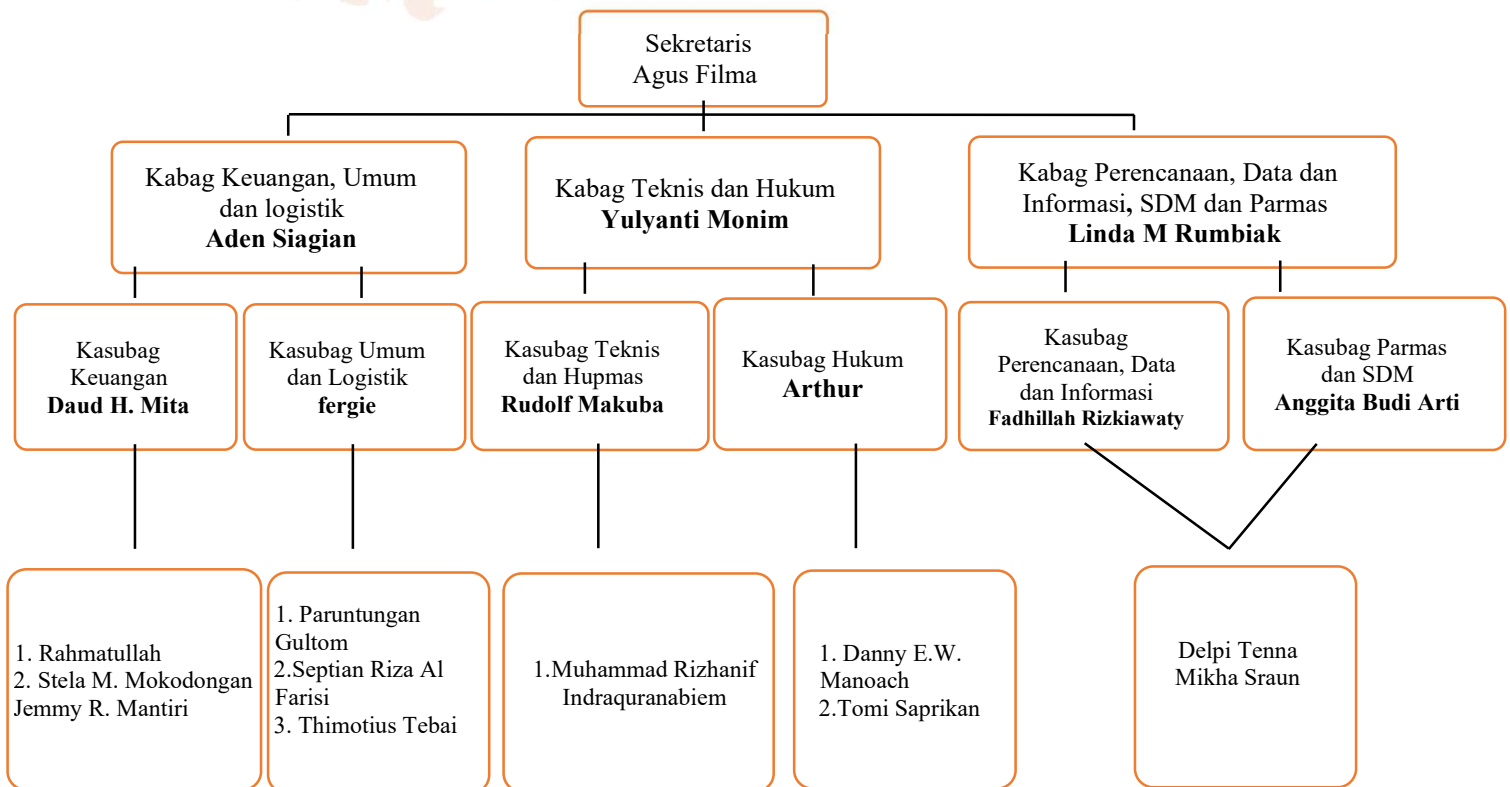 Sekretaris
Agus Filma
Kabag Keuangan, Umum
dan logistik
Aden Siagian
Kabag Teknis dan Hukum
Yulyanti Monim
Kabag Perencanaan, Data dan
Informasi, SDM dan Parmas
Linda M Rumbiak
Kasubag
Keuangan
Daud H. Mita
Kasubag Umum
dan Logistik
fergie
Kasubag Teknis
dan Hupmas
Rudolf Makuba
Kasubag Hukum
Arthur
Kasubag
Perencanaan, Data
dan Informasi
Fadhillah Rizkiawaty
Kasubag Parmas
dan SDM
Anggita Budi Arti
1. Rahmatullah
2. Stela M. Mokodongan
Jemmy R. Mantiri
1. Paruntungan
Gultom
2.Septian Riza Al
Farisi
3. Thimotius Tebai
1.Muhammad Rizhanif
Indraquranabiem
1. Danny E.W.
Manoach
2.Tomi Saprikan
Delpi Tenna
Mikha Sraun